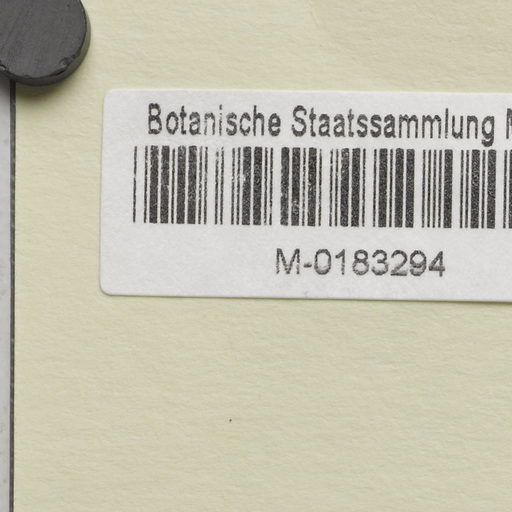 Botanische Staatssammlung
M-0183294